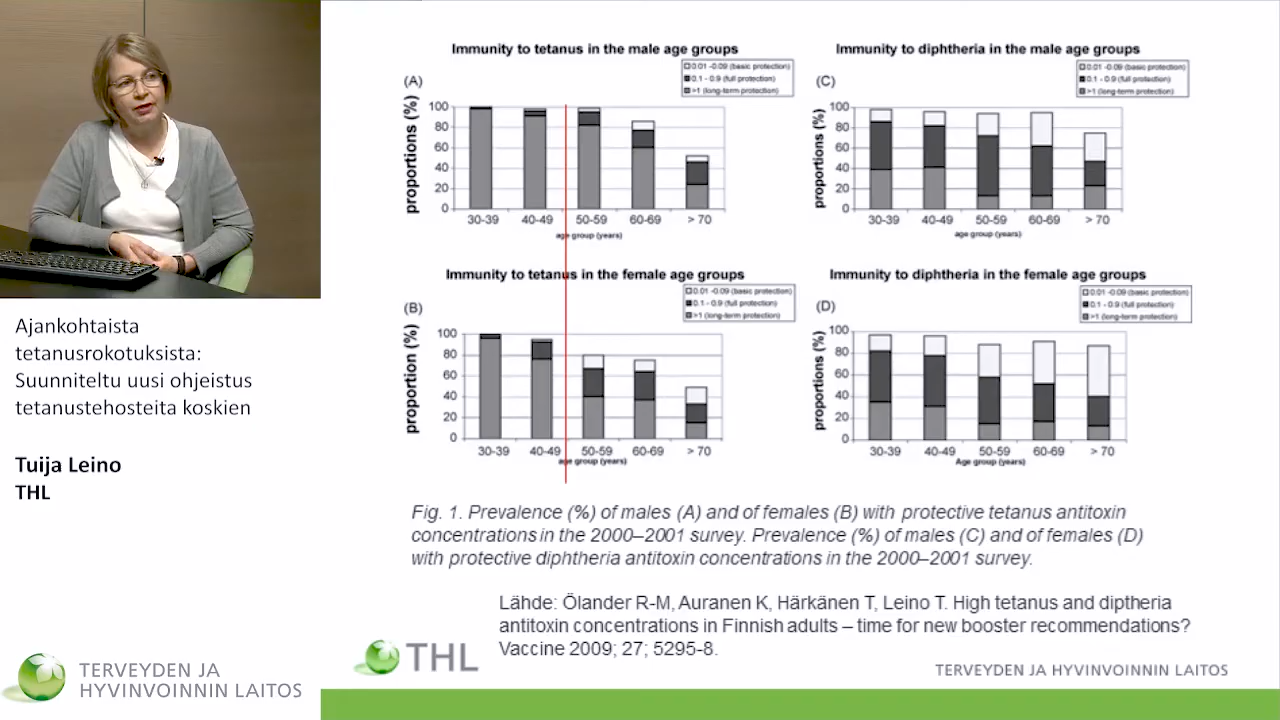 Immunity to tetanus in the male age groups
0.01 -0.09 (basic protection)
0.1 - 0.9 (full protection)
>1 (long-term protection)
(A)
proportions (%)
100
80
60
40
20
0
30-39 40-49 50-59 60-69 > 70
age group (years)
Immunity to diphtheria in the male age groups
0.01 -0.09 (basic protection)
0.1 - 0.9 (full protection)
>1 (long-term protection)
(C)
proportions (%)
100
80
60
40
20
0
30-39 40-49 50-59 60-69 > 70
age group (years)
Immunity to tetanus in the female age groups
0.01 -0.09 (basic protection)
0.1 - 0.9 (full protection)
>1 (long-term protection)
(B)
proportion (%)
100
80
60
40
20
0
30-39 40-49 50-59 60-69 > 70
age group (years)
Immunity to diphtheria in the female age groups
0.01 -0.09 (basic protection)
0.1 - 0.9 (full protection)
>1 (long-term protection)
(D)
proportions (%)
100
80
60
40
20
0
30-39 40-49 50-59 60-69 > 70
Age group (years)
Fig. 1. Prevalence (%) of males (A) and of females (B) with protective tetanus antitoxin
concentrations in the 2000–2001 survey. Prevalence (%) of males (C) and of females (D)
with protective diphtheria antitoxin concentrations in the 2000–2001 survey.
Lähde: Ölander R-M, Auranen K, Härkänen T, Leino T. High tetanus and diptheria
antitoxin concentrations in Finnish adults – time for new booster recommendations?
Vaccine 2009; 27; 5295-8.
THL
TERVEYDEN JA HYVINVOINNIN LAITOS
Ajankohtaista
tetanusrokotuksista:
Suunniteltu uusi ohjeistus
tetanustehosteita koskien
Tuija Leino
THL
TERVEYDEN JA
HYVINVOINNIN LAITOS